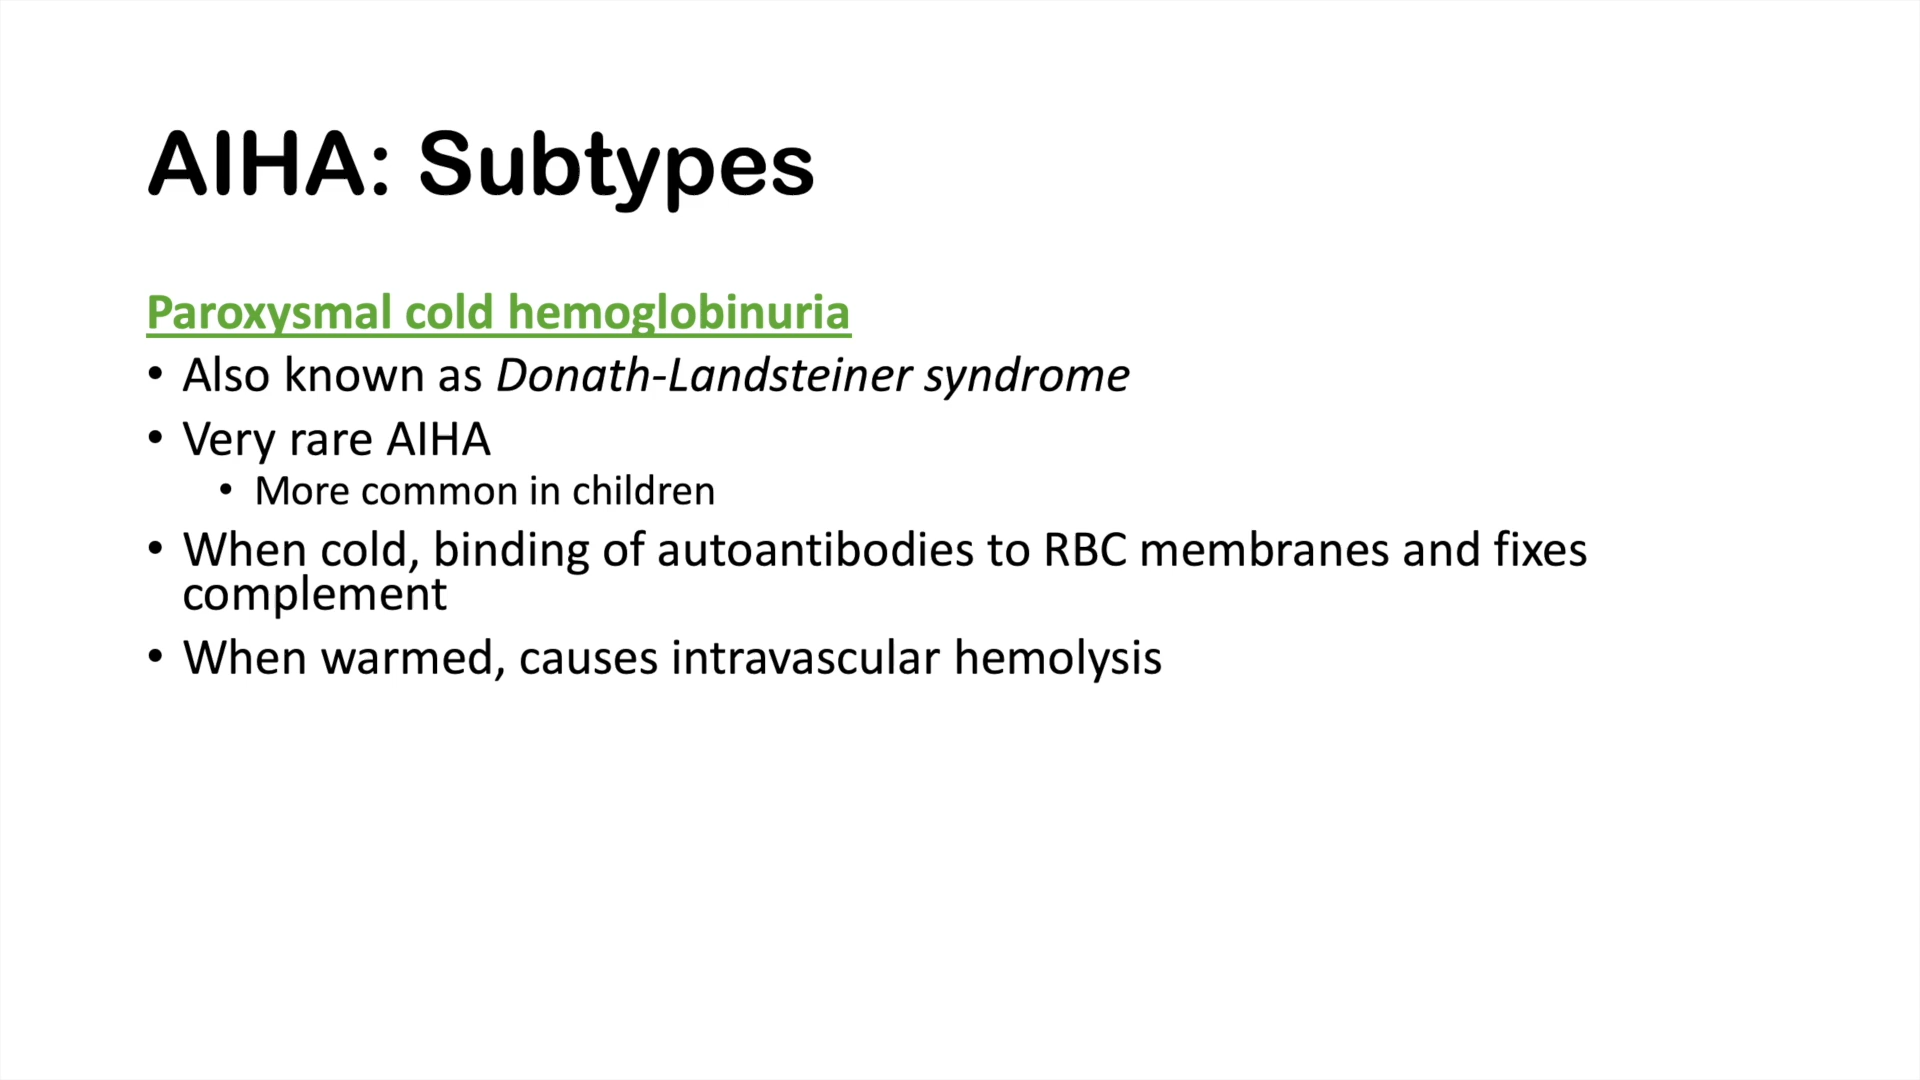 AIHA: Subtypes
Paroxysmal cold hemoglobinuria
• Also known as Donath-Landsteiner syndrome
• Very rare AIHA
• More common in children
• When cold, binding of autoantibodies to RBC membranes and fixes
complement
• When warmed, causes intravascular hemolysis